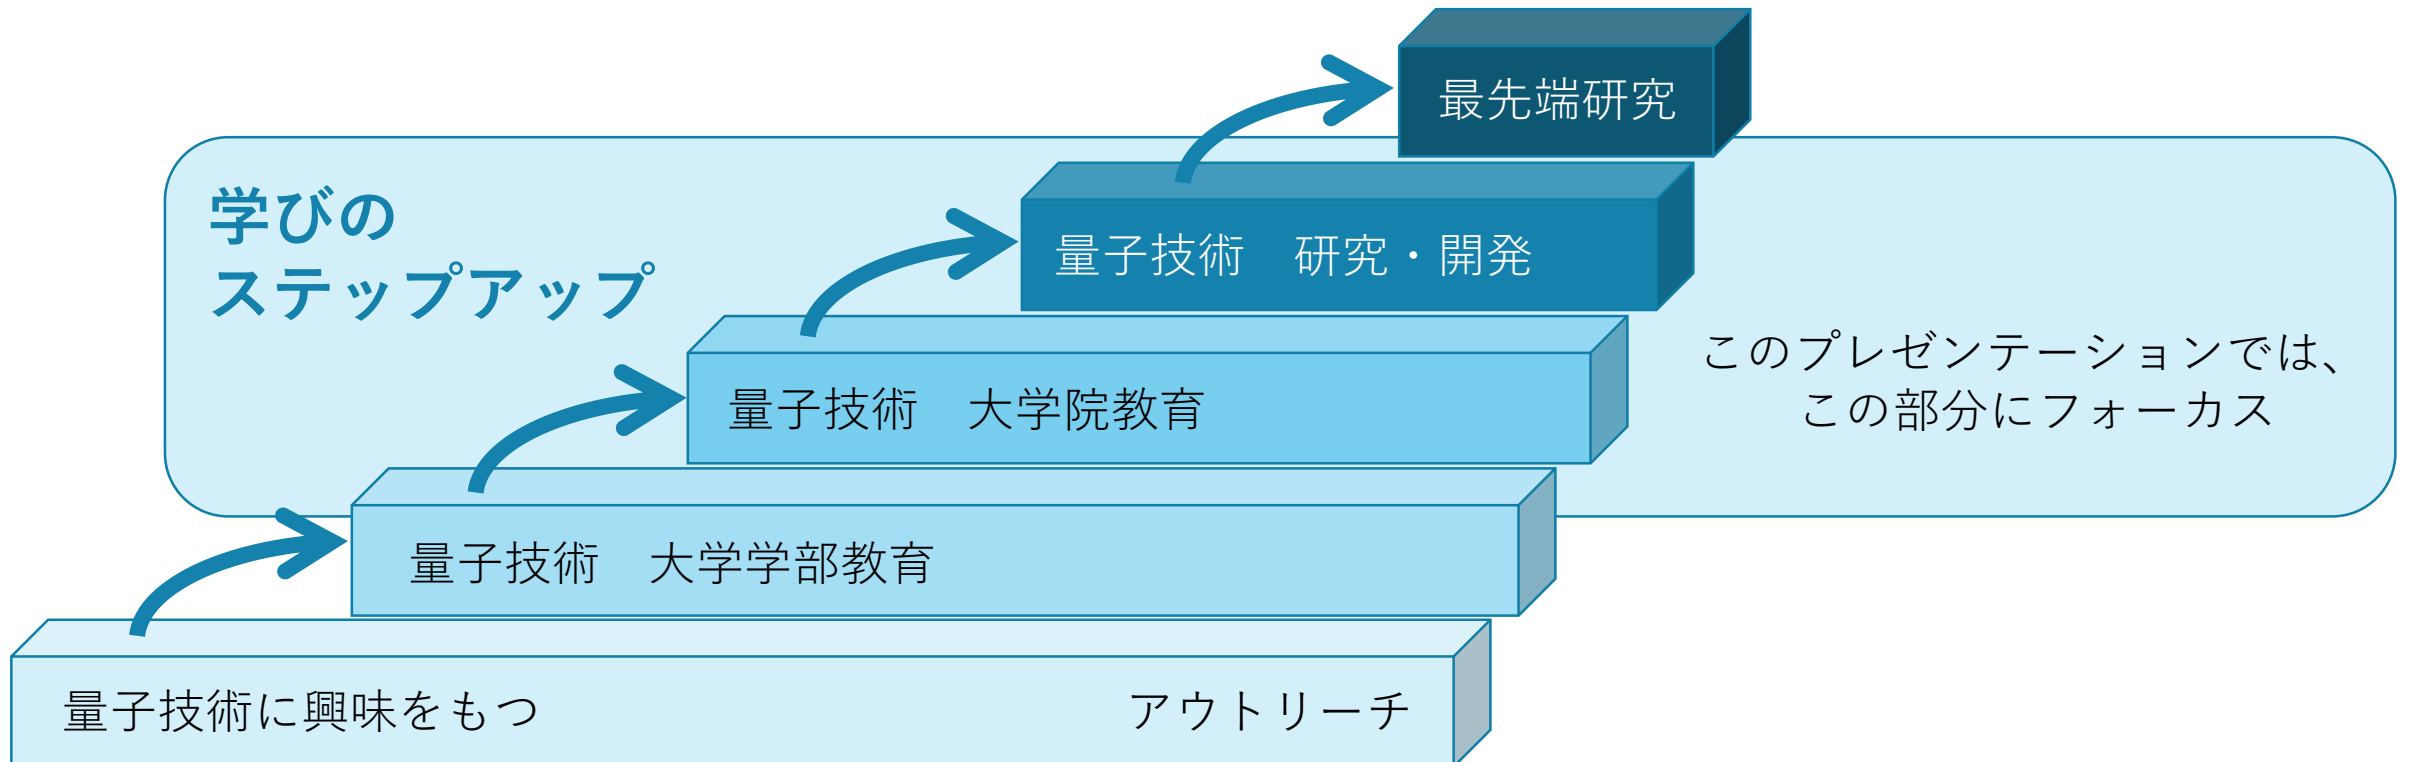 最先端研究
学びの
ステップアップ
量子技術　研究・開発
このプレゼンテーションでは、
この部分にフォーカス
量子技術　大学院教育
量子技術　大学学部教育
量子技術に興味をもつ　アウトリーチ